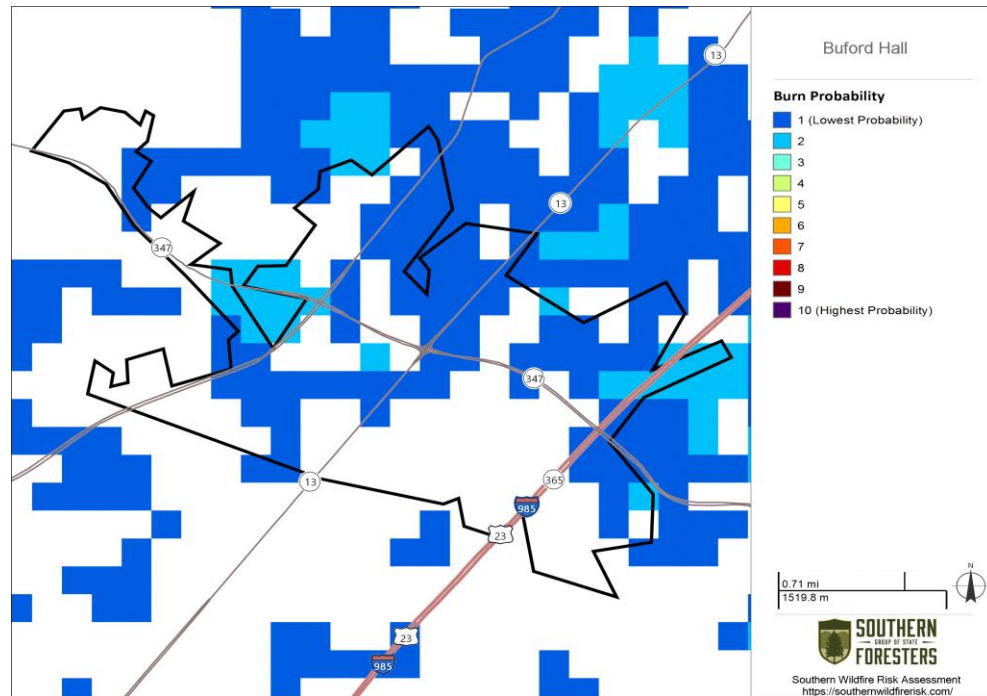 Buford Hall
Burn Probability
1 (Lowest Probability)
2
3
4
5
6
7
8
9
10 (Highest Probability)
13
13
347
347
13
365
985
23
23
985
0.71 mi
1519.8 m
N
SOUTHERN
GROUP OF STATE
FORESTERS
Southern Wildfire Risk Assessment
https://southernwildfirerisk.com/